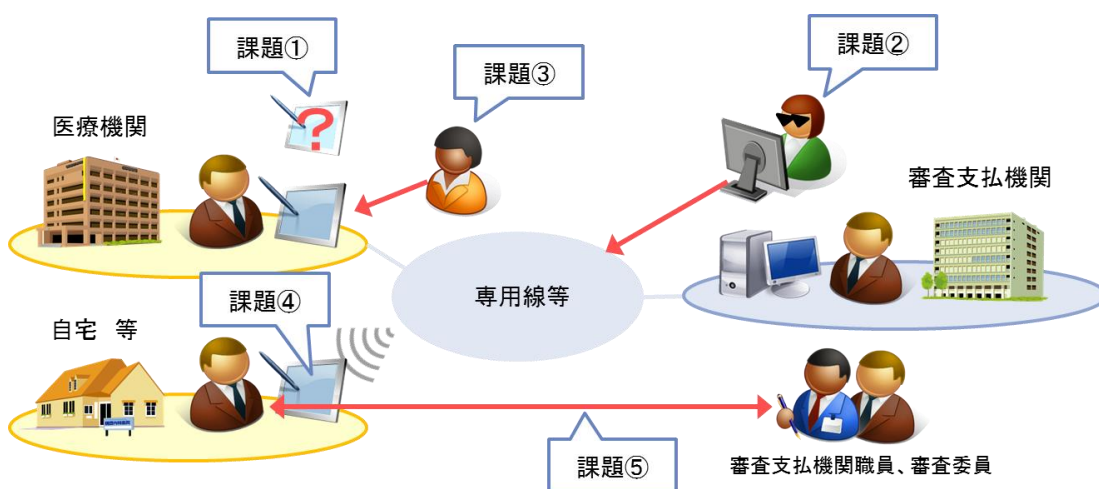 課題①
課題②
課題③
医療機関
審査支払機関
専用線等
課題④
自宅 等
課題⑤
審査支払機関職員、審査委員